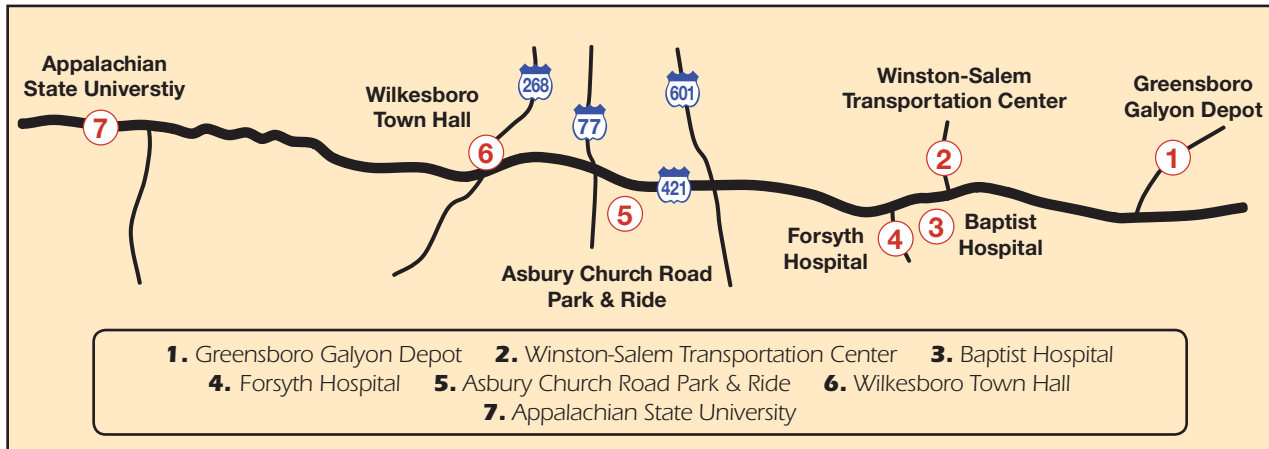 Appalachian
State Universtiy
7
Wilkesboro
Town Hall
6
268
77
601
421
5
Asbury Church Road
Park & Ride
Winston-Salem
Transportation Center
2
Greensboro
Galyon Depot
1
Forsyth
Hospital
4
3
Baptist
Hospital
1. Greensboro Galyon Depot 2. Winston-Salem Transportation Center 3. Baptist Hospital
4. Forsyth Hospital 5. Asbury Church Road Park & Ride 6. Wilkesboro Town Hall
7. Appalachian State University